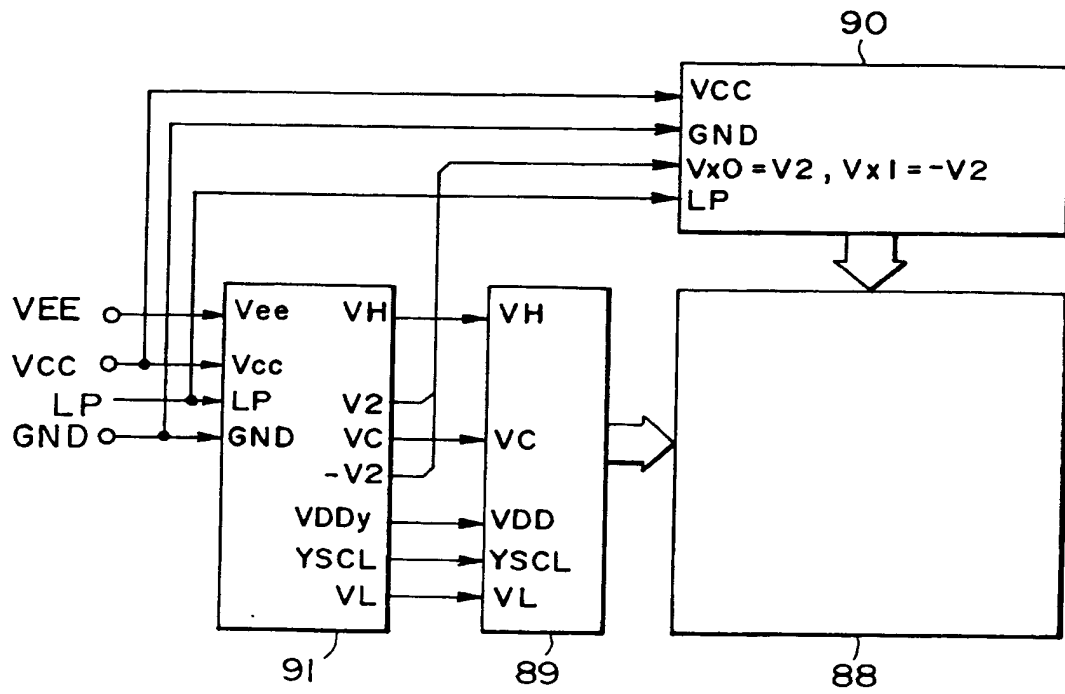 90
VCC
GND
Vx0 = V2 , Vx1 = -V2
LP
VEE
VCC
LP
GND
Vee
Vcc
LP
GND
VH
V2
VC
-V2
VDDy
YSCL
VL
VH
VC
VDD
YSCL
VL
91
89
88